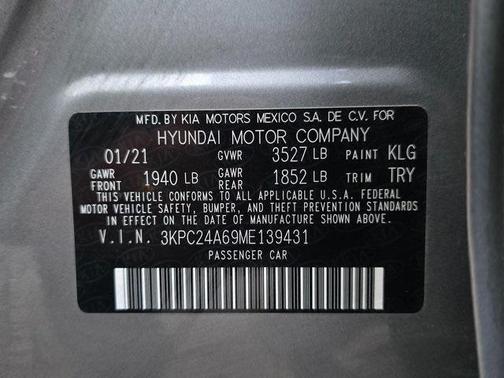 MFD. BY KIA MOTORS MEXICO S.A. DE C.V. FOR
HYUNDAI MOTOR COMPANY
01/21 GVWR 3527 LB PAINT KLG
GAWR FRONT 1940 LB GAWR REAR 1852 LB TRIM TRY
THIS VEHICLE CONFORMS TO ALL APPLICABLE U.S.A. FEDERAL
MOTOR VEHICLE SAFETY, BUMPER, AND THEFT PREVENTION STANDARDS
IN EFFECT ON THE DATE OF MANUFACTURE SHOWN ABOVE.
V.I.N. 3KPC24A69ME139431
PASSENGER CAR